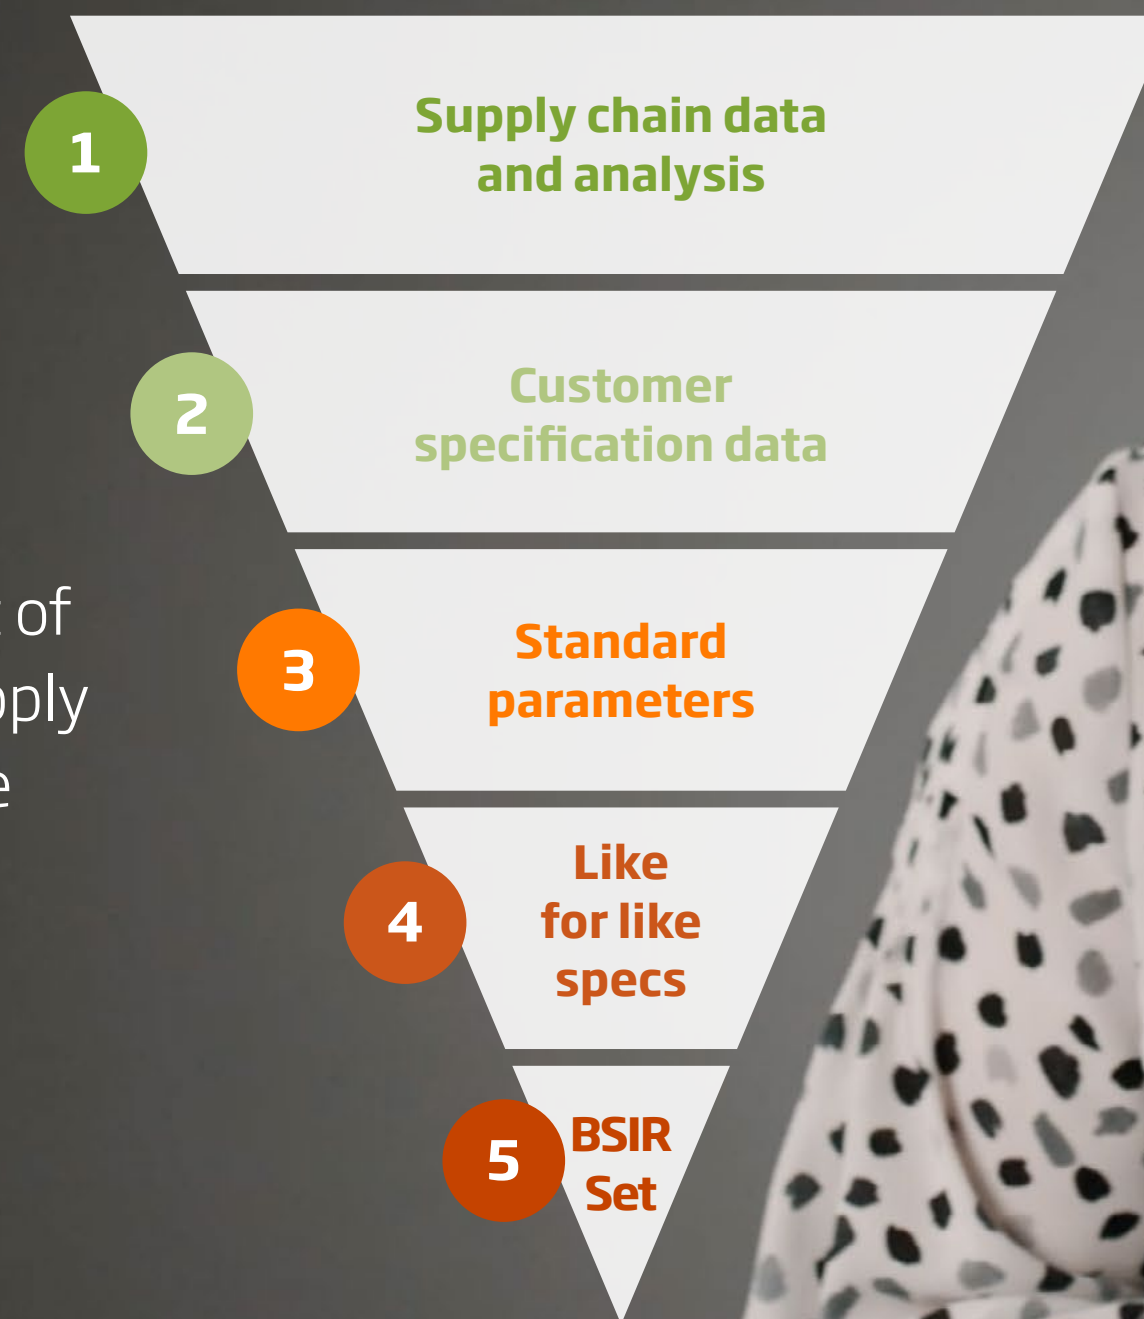 1
Supply chain data
and analysis
2
Customer
specification data
of
3
Standard
parameters
4
Like
for like
specs
5
BSIR
Set